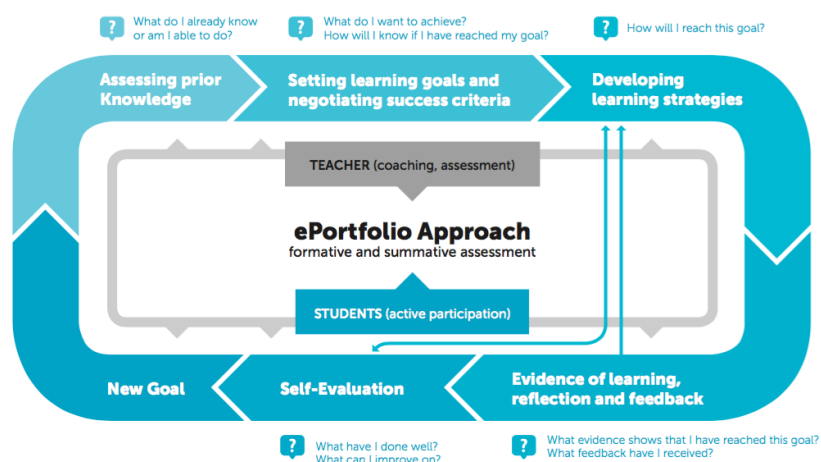 ? What do I already know
or am I able to do?
? What do I want to achieve?
How will I know if I have reached my goal?
? How will I reach this goal?
Assessing prior
Knowledge
Setting learning goals and
negotiating success criteria
Developing
learning strategies
TEACHER (coaching, assessment)
ePortfolio Approach
formative and summative assessment
STUDENTS (active participation)
New Goal
Self-Evaluation
Evidence of learning,
reflection and feedback
? What have I done well?
What can I improve on?
? What evidence shows that I have reached this goal?
What feedback have I received?